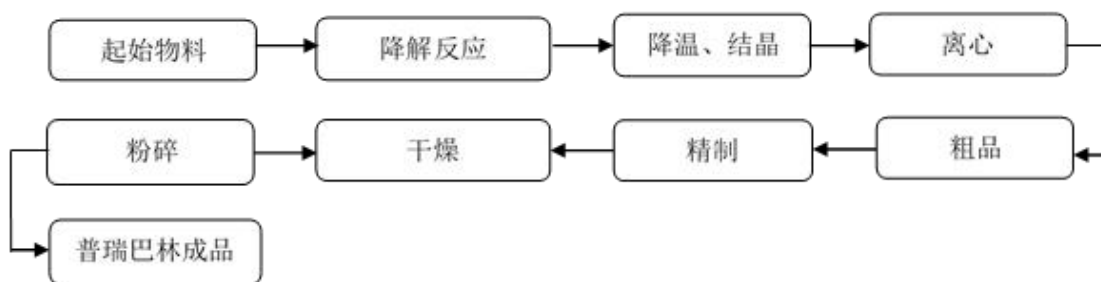 起始物料
降解反应
降温、结晶
离心
粉碎
干燥
精制
粗品
普瑞巴林成品